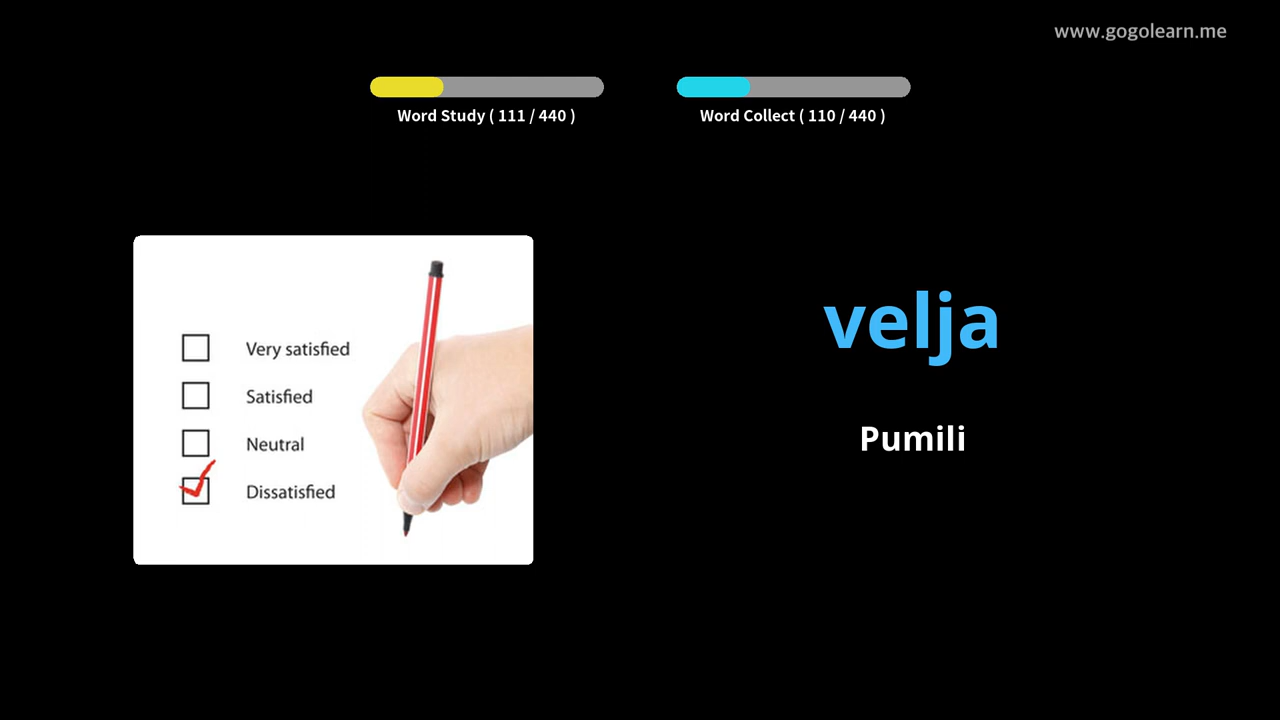 www.gogolearn.me
Word Study ( 111 / 440 )
Word Collect ( 110 / 440 )
Very satisfied
Satisfied
Neutral
Dissatisfied
velja
Pumili